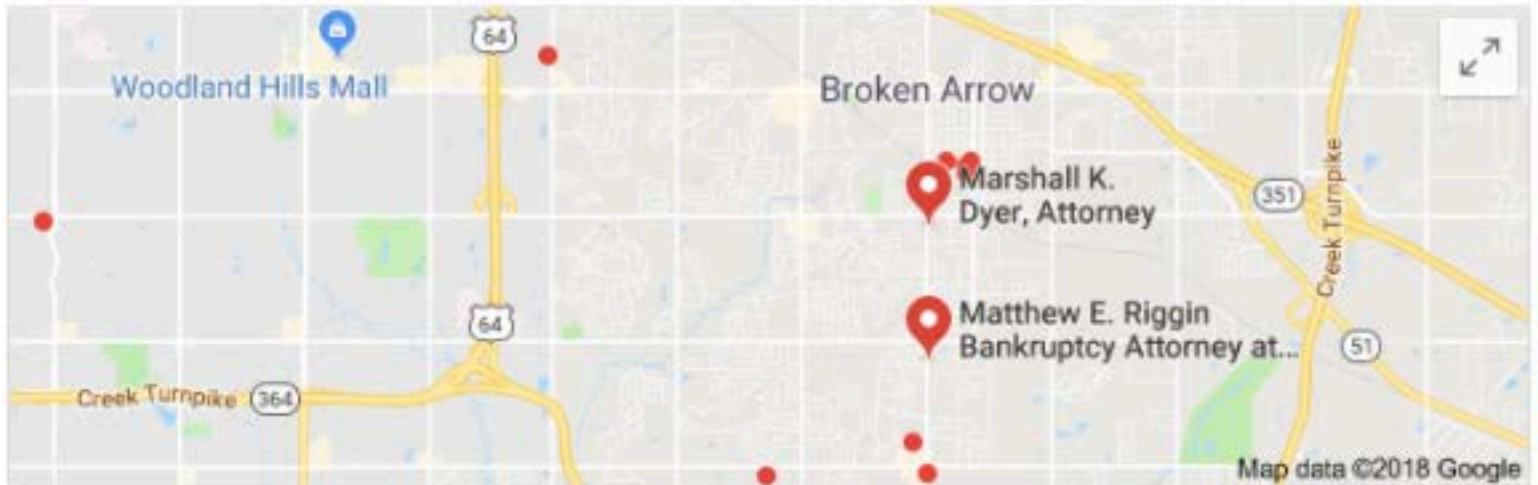 64
Woodland Hills Mall
Broken Arrow
Marshall K.
Dyer, Attorney
351
Creek Turnpike
Matthew E. Riggin
Bankruptcy Attorney at...
64
51
Creek Turnpike
364
Map data ©2018 Google